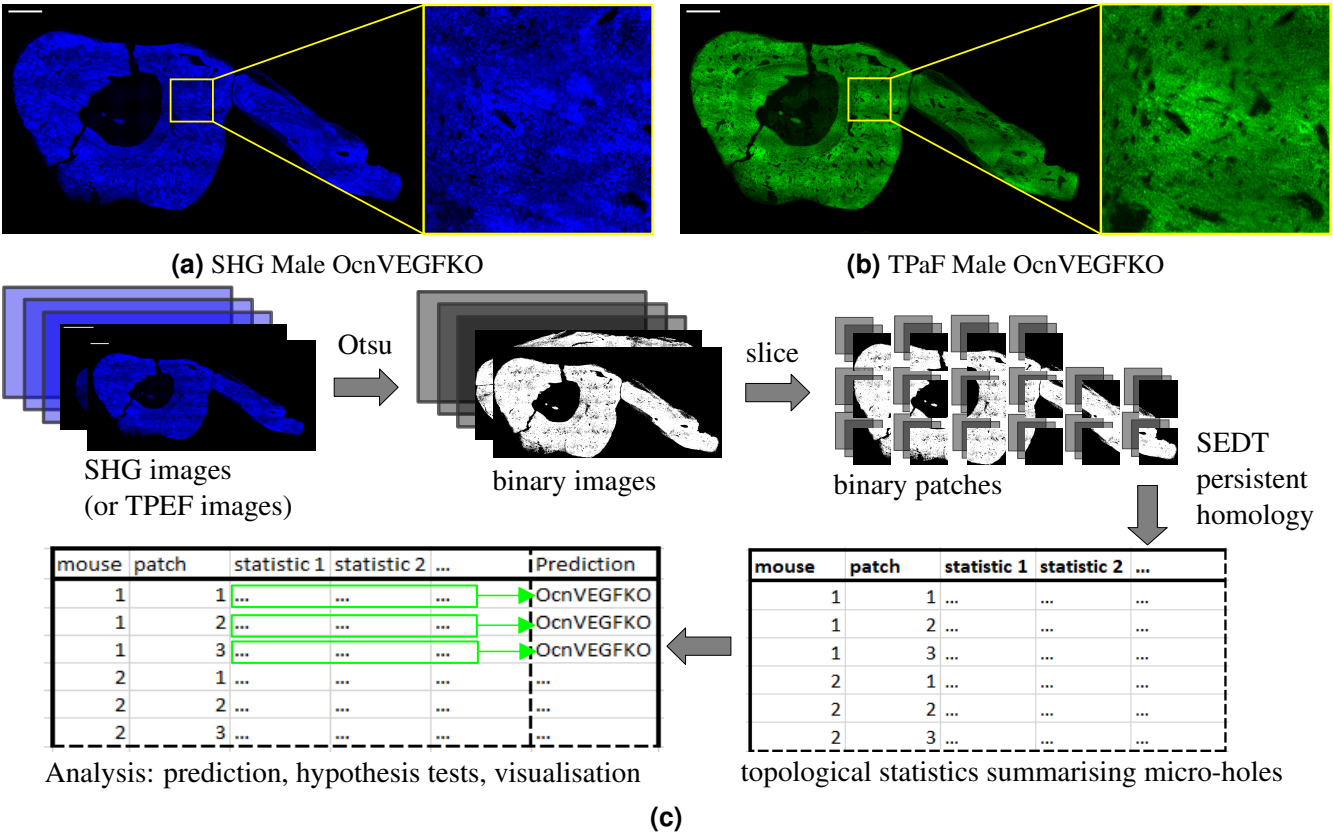 (a) SHG Male OcnVEGFKO
(b) TPaF Male OcnVEGFKO
Otsu
slice
SHG images
(or TPEF images)
binary images
binary patches
SEDT
persistent
homology
mouse patch statistic 1 statistic 2 ... Prediction
1 1 ... ... ... OcnVEGFKO
1 2 ... ... ... OcnVEGFKO
1 3 ... ... ... OcnVEGFKO
2 1 ... ... ... ...
2 2 ... ... ... ...
2 3 ... ... ... ...
Analysis: prediction, hypothesis tests, visualisation
mouse patch statistic 1 statistic 2 ...
1 1 ... ... ...
1 2 ... ... ...
1 3 ... ... ...
2 1 ... ... ...
2 2 ... ... ...
2 3 ... ... ...
topological statistics summarising micro-holes
(c)